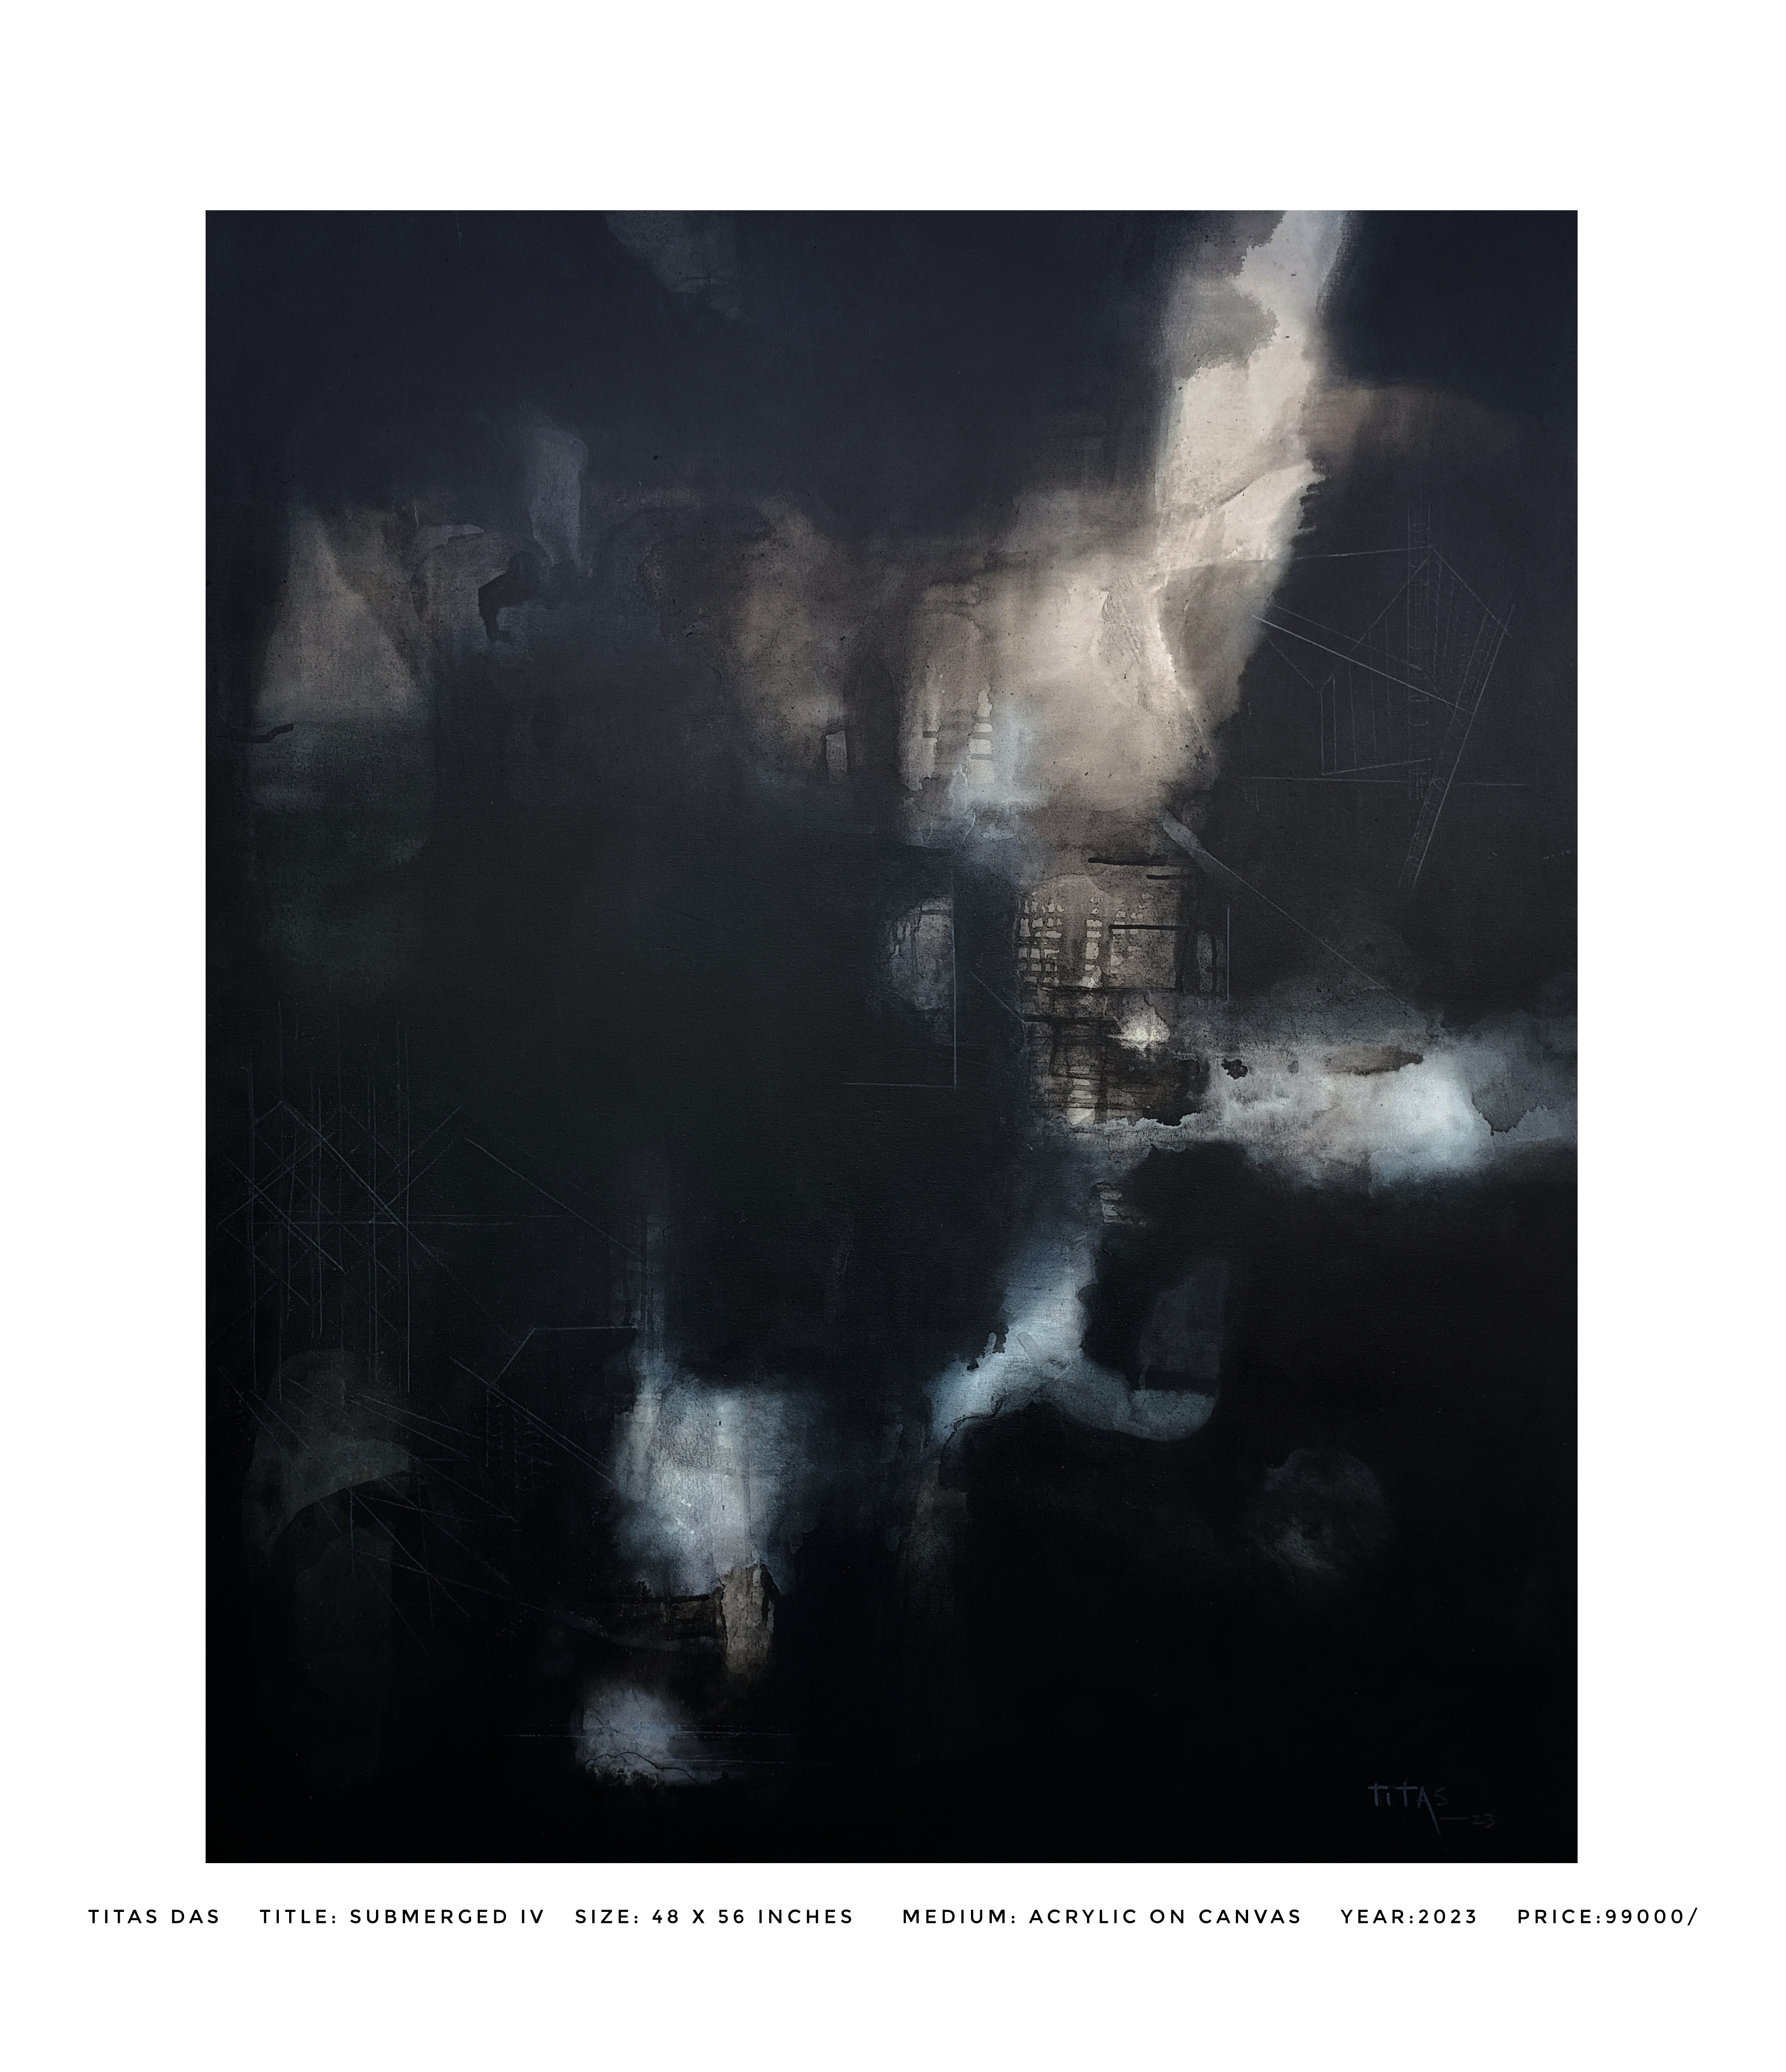 TiTAS
23
TITAS DAS TITLE: SUBMERGED IV SIZE: 48 X 56 INCHES MEDIUM: ACRYLIC ON CANVAS YEAR:2023 PRICE:99000/